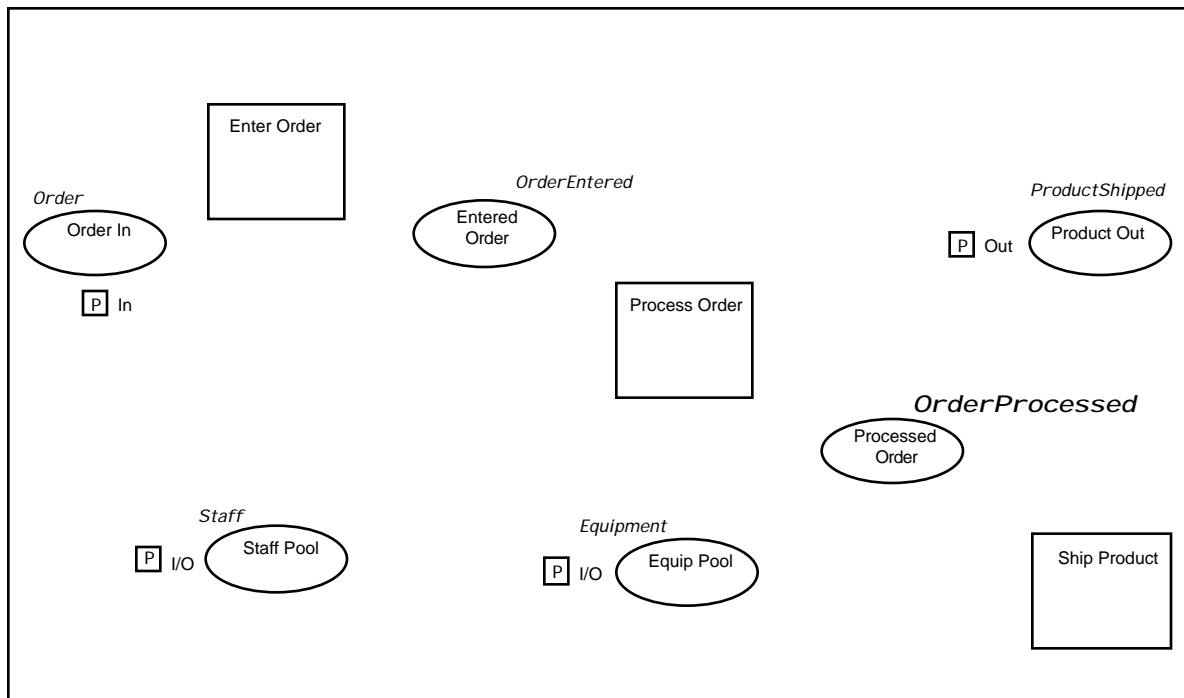 Enter Order
OrderEntered
Order
ProductShipped
Order In
Entered
Order
P Out
Product Out
P In
Process Order
OrderProcessed
Processed
Order
Staff
Equipment
P I/O
Staff Pool
P I/O
Equip Pool
Ship Product